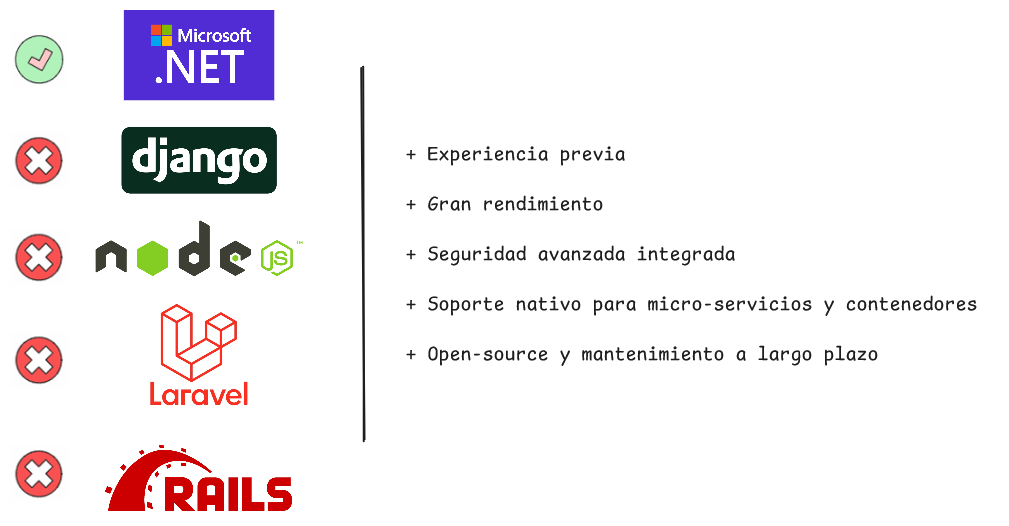 Microsoft
.NET
django
node
JS
™
Laravel
RAILS
+ Experiencia previa
+ Gran rendimiento
+ Seguridad avanzada integrada
+ Soporte nativo para micro-servicios y contenedores
+ Open-source y mantenimiento a largo plazo